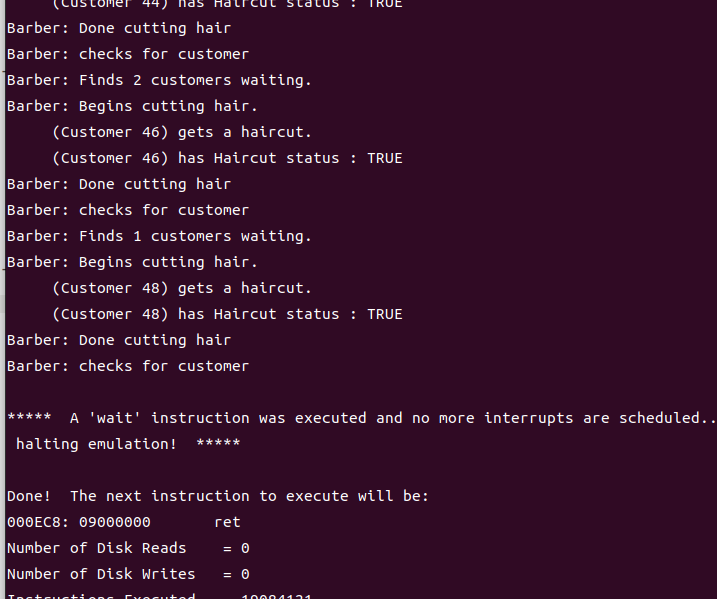 (Customer 44) has Haircut status : TRUE
Barber: Done cutting hair
Barber: checks for customer
Barber: Finds 2 customers waiting.
Barber: Begins cutting hair.
(Customer 46) gets a haircut.
(Customer 46) has Haircut status : TRUE
Barber: Done cutting hair
Barber: checks for customer
Barber: Finds 1 customers waiting.
Barber: Begins cutting hair.
(Customer 48) gets a haircut.
(Customer 48) has Haircut status : TRUE
Barber: Done cutting hair
Barber: checks for customer
*****  A 'wait' instruction was executed and no more interrupts are scheduled..
halting emulation!  *****
Done!  The next instruction to execute will be:
000EC8: 09000000       ret
Number of Disk Reads    = 0
Number of Disk Writes   = 0
Instructions Executed